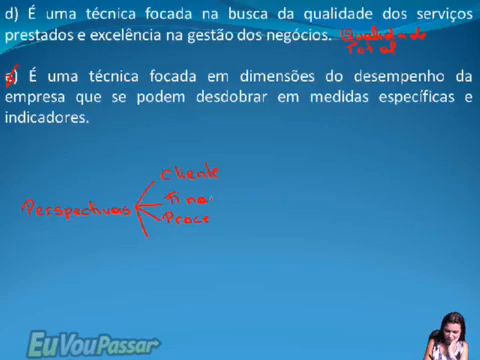 d) É uma técnica focada na busca da qualidade dos serviços
prestados e excelência na gestão dos negócios. Qualidade
Total
e) É uma técnica focada em dimensões do desempenho da
empresa que se podem desdobrar em medidas específicas e
indicadores.
Cliente
Fina
Perspectivas
Proce
EuVouPassar